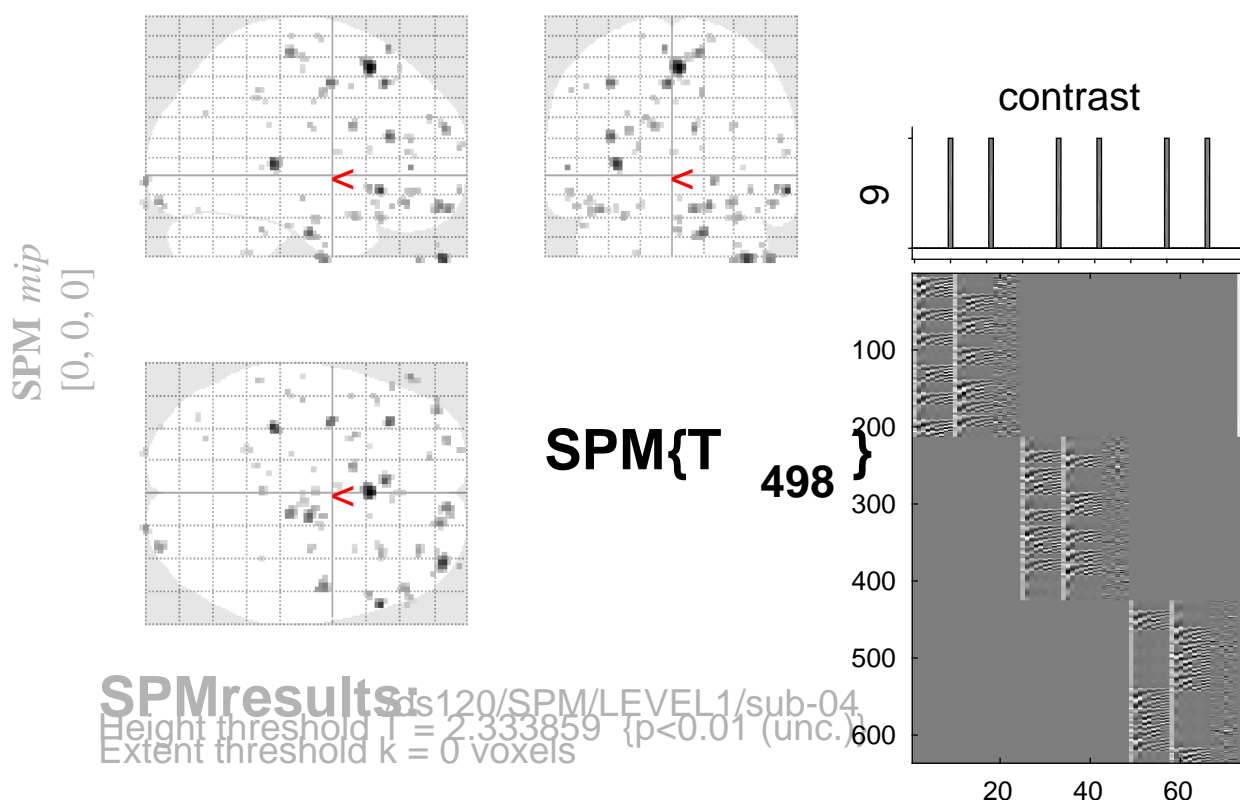 contrast
9
SPM mip
[0, 0, 0]
<
<
<
SPM{T498}
100
200
300
400
500
600
20
40
60
SPMresults: /ds120/SPM/LEVEL1/sub-04
Height threshold T = 2.333859 {p<0.01 (unc.)}
Extent threshold k = 0 voxels